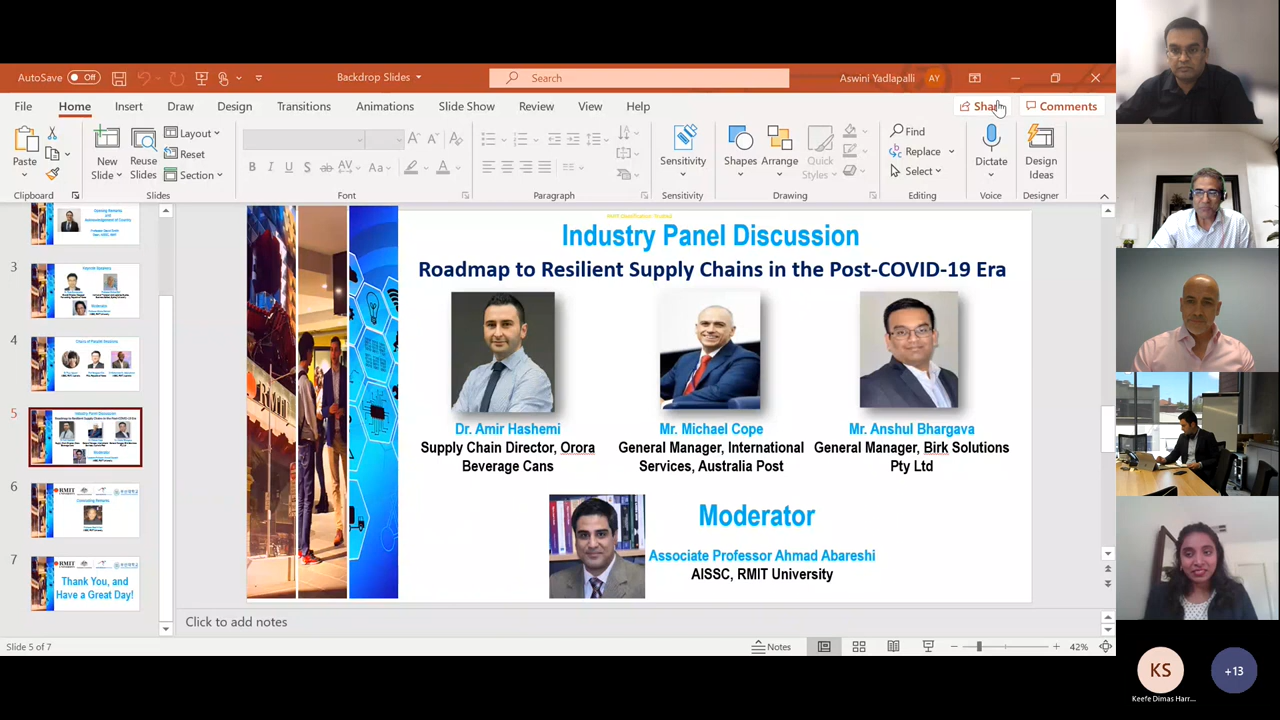 AutoSave Off
Backdrop Slides
Search
Aswini Yadlapalli AY
File Home Insert Draw Design Transitions Animations Slide Show Review View Help
Share Comments
Paste
New Slide
Reuse Slides
Layout
Reset
Section
B I U S ab AV Aa
Sensitivity
Shapes
Arrange
Quick Styles
Find
Replace
Select
Dictate
Design Ideas
Clipboard Slides Font Paragraph Sensitivity Drawing Editing Voice Designer
3
4
5
6
7
Thank You, and
Have a Great Day!
Industry Panel Discussion
Roadmap to Resilient Supply Chains in the Post-COVID-19 Era
Dr. Amir Hashemi
Supply Chain Director, Orora
Beverage Cans
Mr. Michael Cope
General Manager, International
Services, Australia Post
Mr. Anshul Bhargava
General Manager, Birk Solutions
Pty Ltd
Moderator
Associate Professor Ahmad Abareshi
AISSC, RMIT University
Click to add notes
Slide 5 of 7
Notes
42%
KS
Keefe Dimas Harr...
+13